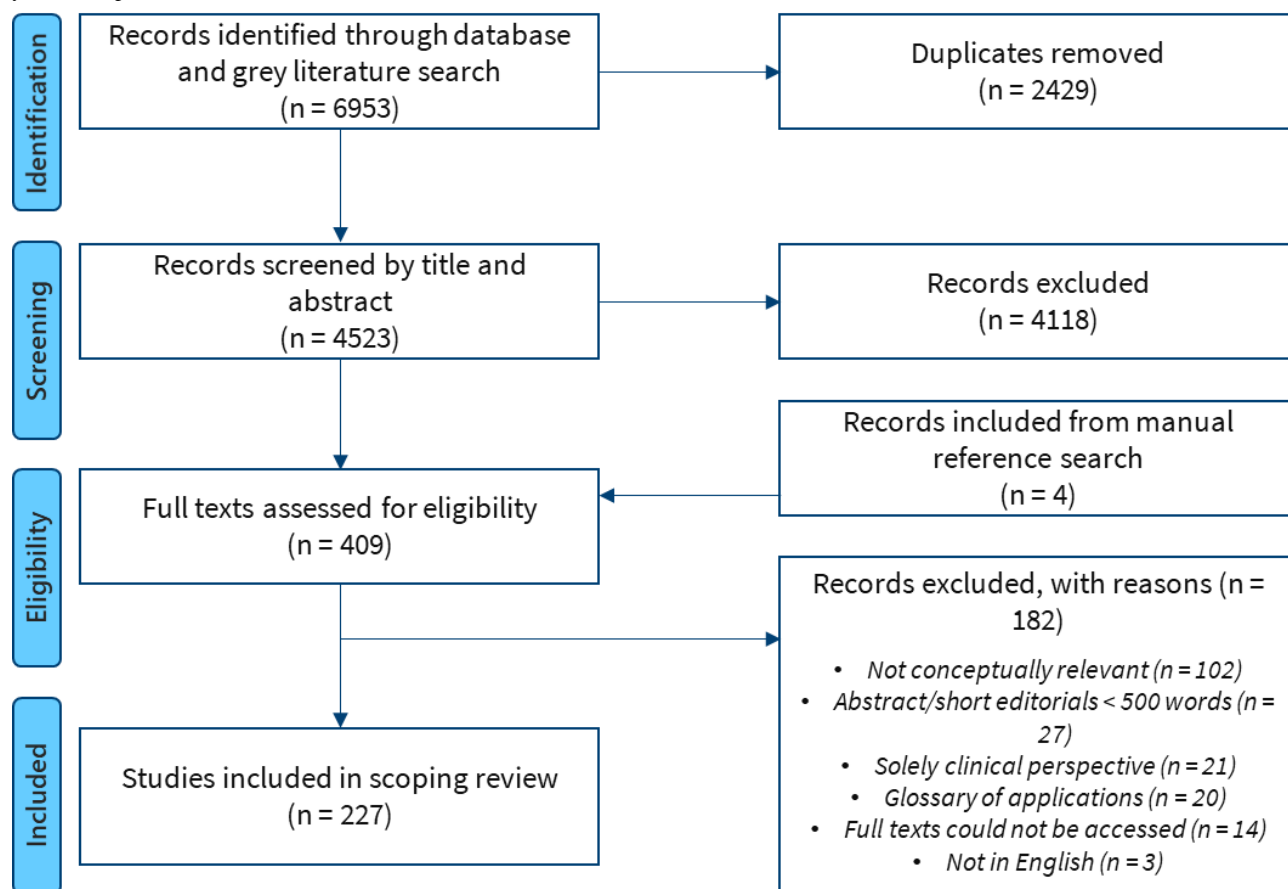 Identification
Records identified through database
and grey literature search
(n = 6953)
Duplicates removed
(n = 2429)
Screening
Records screened by title and
abstract
(n = 4523)
Records excluded
(n = 4118)
Records included from manual
reference search
(n = 4)
Eligibility
Full texts assessed for eligibility
(n = 409)
Records excluded, with reasons (n =
182)
• Not conceptually relevant (n = 102)
• Abstract/short editorials < 500 words (n =
27)
• Solely clinical perspective (n = 21)
• Glossary of applications (n = 20)
• Full texts could not be accessed (n = 14)
• Not in English (n = 3)
Included
Studies included in scoping review
(n = 227)